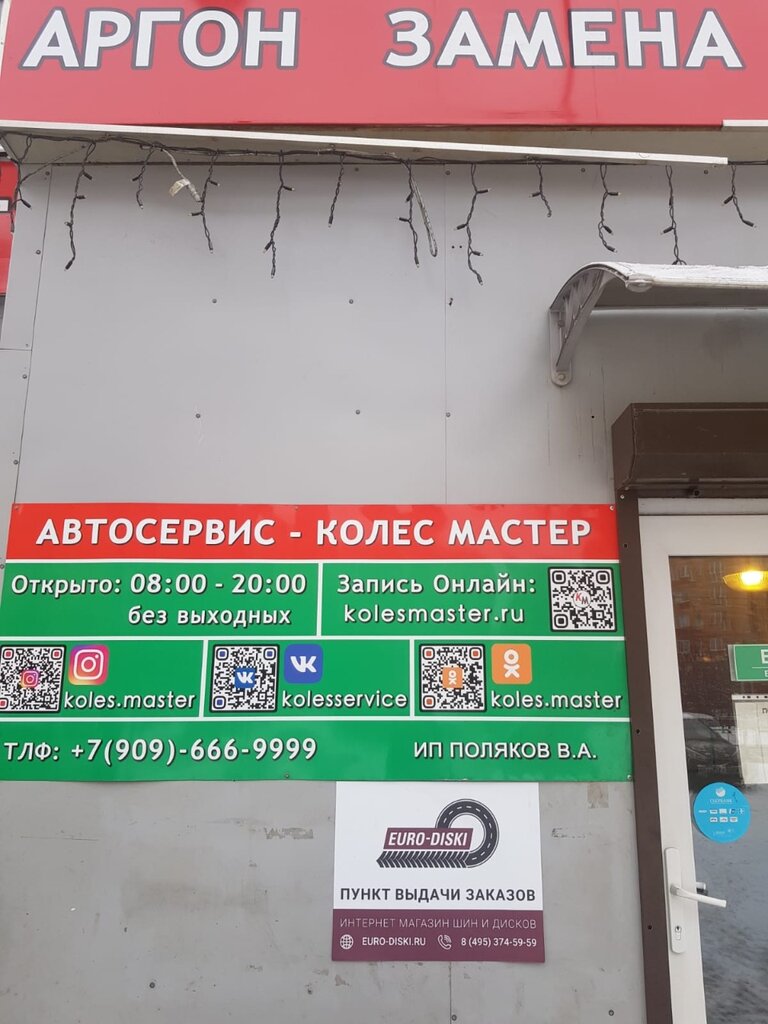 АРГОН ЗАМЕНА
АВТОСЕРВИС - КОЛЕС МАСТЕР
Открыто: 08:00 - 20:00
без выходных
Запись Онлайн:
kolesmaster.ru
КМ
koles.master
kolesservice
koles.master
ТЛФ: +7(909)-666-9999
ИП ПОЛЯКОВ В.А.
EURO-DISKI
ПУНКТ ВЫДАЧИ ЗАКАЗОВ
ИНТЕРНЕТ МАГАЗИН ШИН И ДИСКОВ
EURO-DISKI.RU 8 (495) 374-59-59